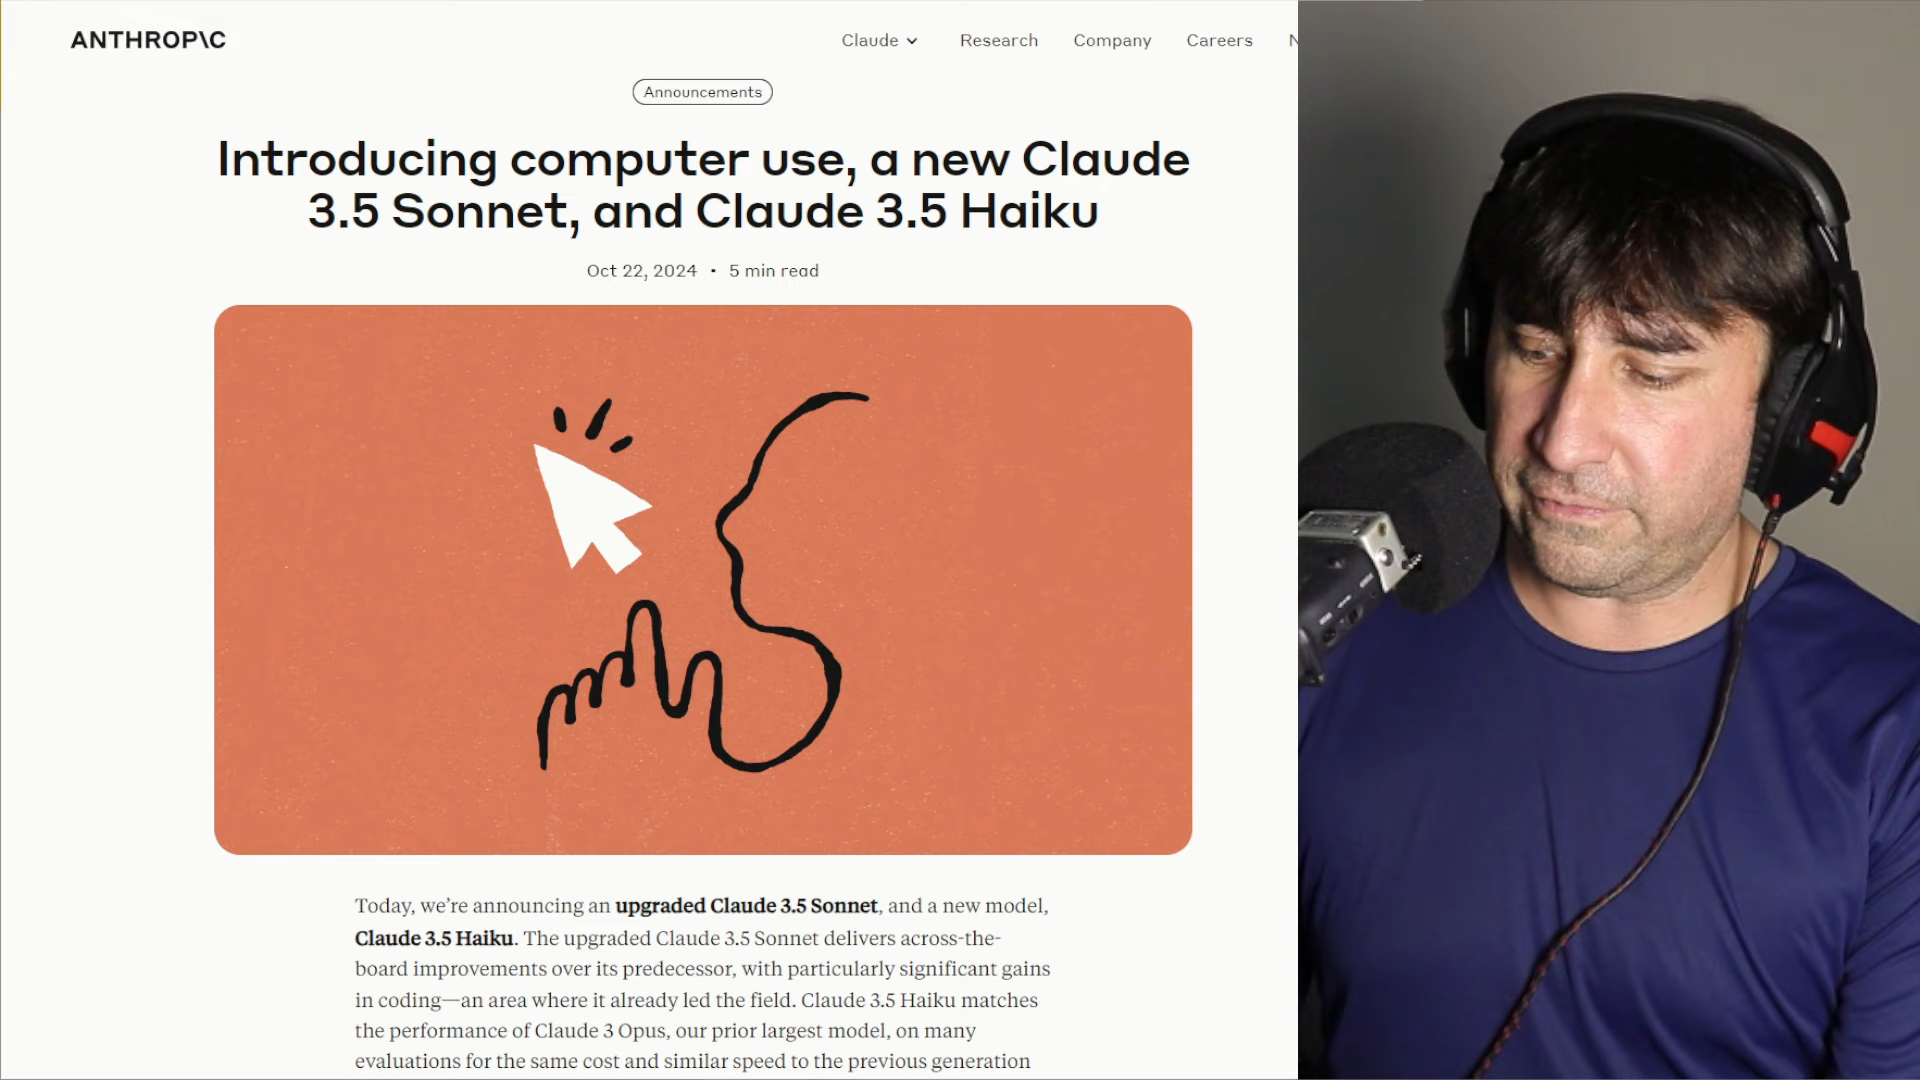 ANTHROP\C
Claude Research Company Careers
Announcements
Introducing computer use, a new Claude
3.5 Sonnet, and Claude 3.5 Haiku
Oct 22, 2024 • 5 min read
Today, we’re announcing an upgraded Claude 3.5 Sonnet, and a new model,
Claude 3.5 Haiku. The upgraded Claude 3.5 Sonnet delivers across-the-
board improvements over its predecessor, with particularly significant gains
in coding—an area where it already led the field. Claude 3.5 Haiku matches
the performance of Claude 3 Opus, our prior largest model, on many
evaluations for the same cost and similar speed to the previous generation